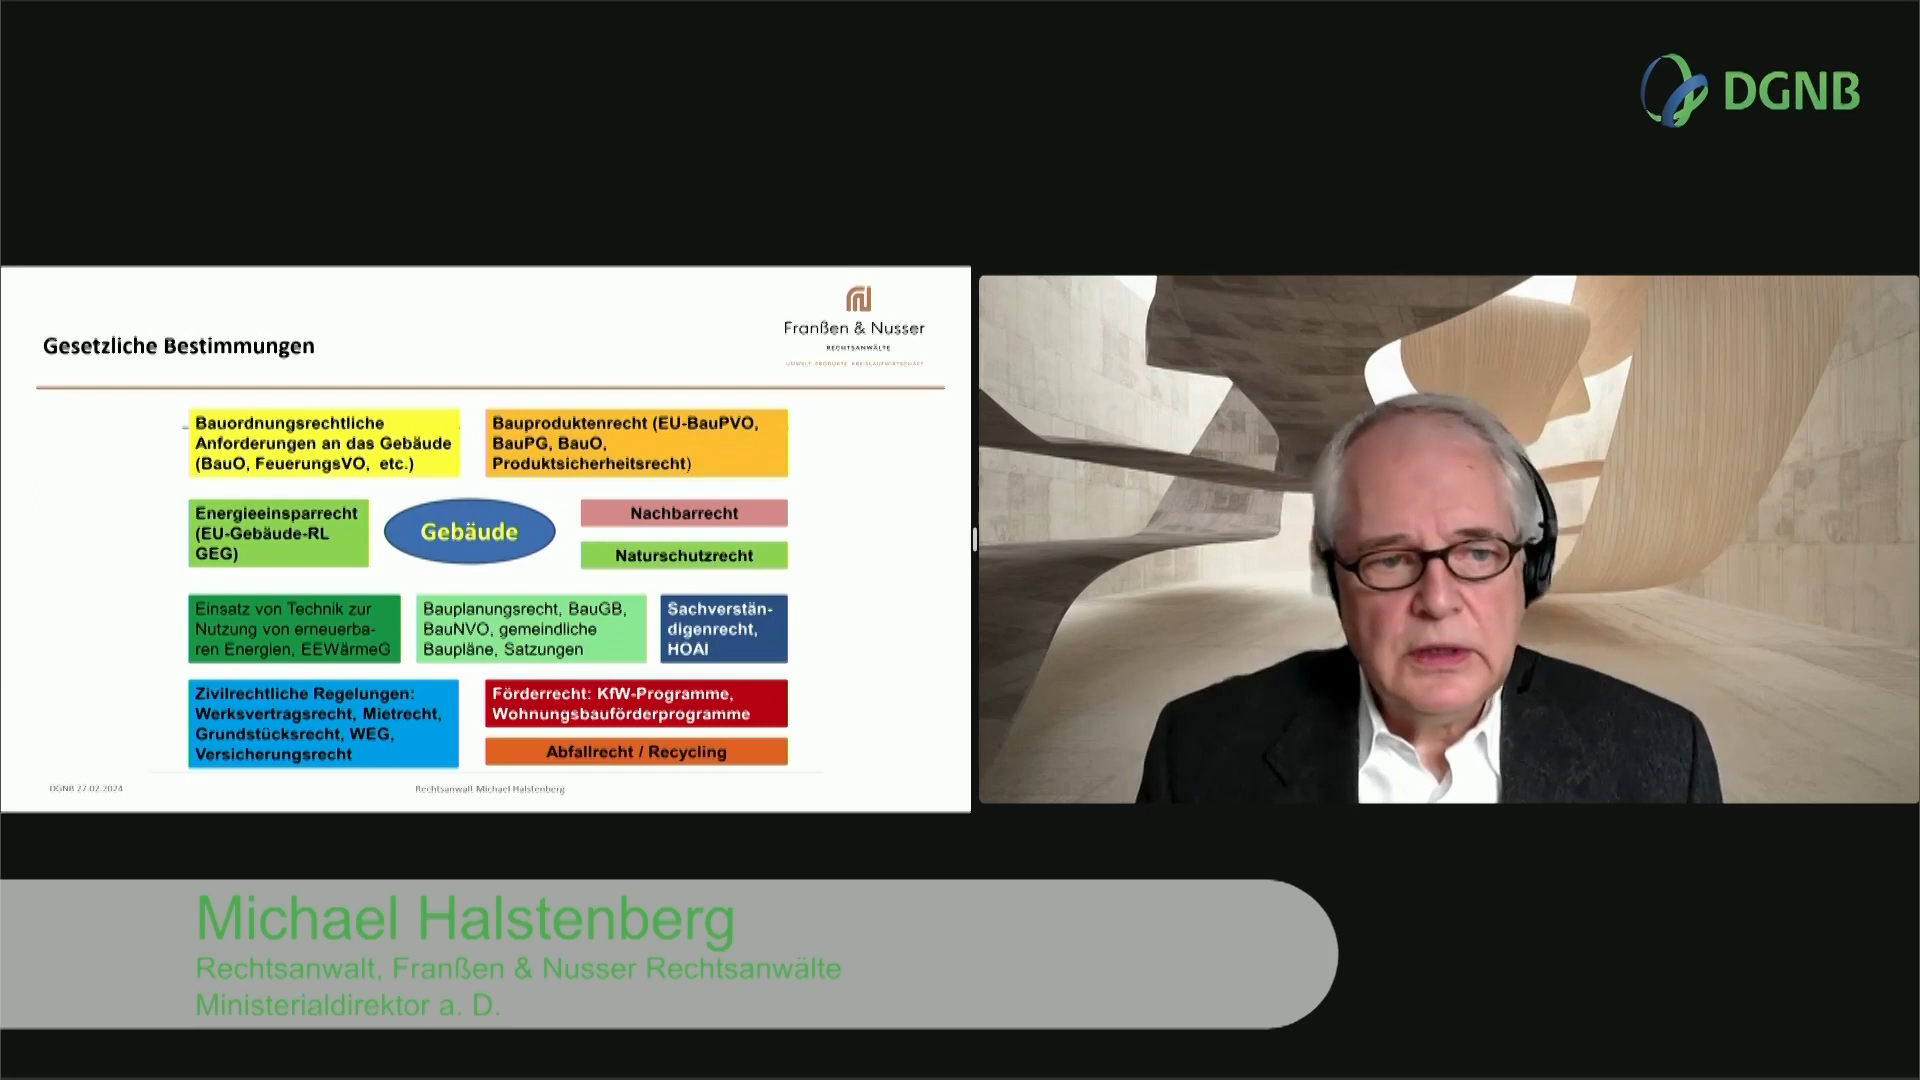 DGNB
Franßen & Nusser
RECHTSANWÄLTE
UMWELT PRODUKTE KREISLAUFWIRTSCHAFT
Gesetzliche Bestimmungen
Bauordnungsrechtliche
Anforderungen an das Gebäude
(BauO, FeuerungsVO, etc.)
Bauproduktenrecht (EU-BauPVO,
BauPG, BauO,
Produktsicherheitsrecht)
Energieeinsparrecht
(EU-Gebäude-RL
GEG)
Gebäude
Nachbarrecht
Naturschutzrecht
Einsatz von Technik zur
Nutzung von erneuerba-
ren Energien, EEWärmeG
Bauplanungsrecht, BauGB,
BauNVO, gemeindliche
Baupläne, Satzungen
Sachverstän-
digenrecht,
HOAI
Zivilrechtliche Regelungen:
Werksvertragsrecht, Mietrecht,
Grundstücksrecht, WEG,
Versicherungsrecht
Förderrecht: KfW-Programme,
Wohnungsbauförderprogramme
Abfallrecht / Recycling
DGNB 27.02.2024
Rechtsanwalt Michael Halstenberg
Michael Halstenberg
Rechtsanwalt, Franßen & Nusser Rechtsanwälte
Ministerialdirektor a. D.